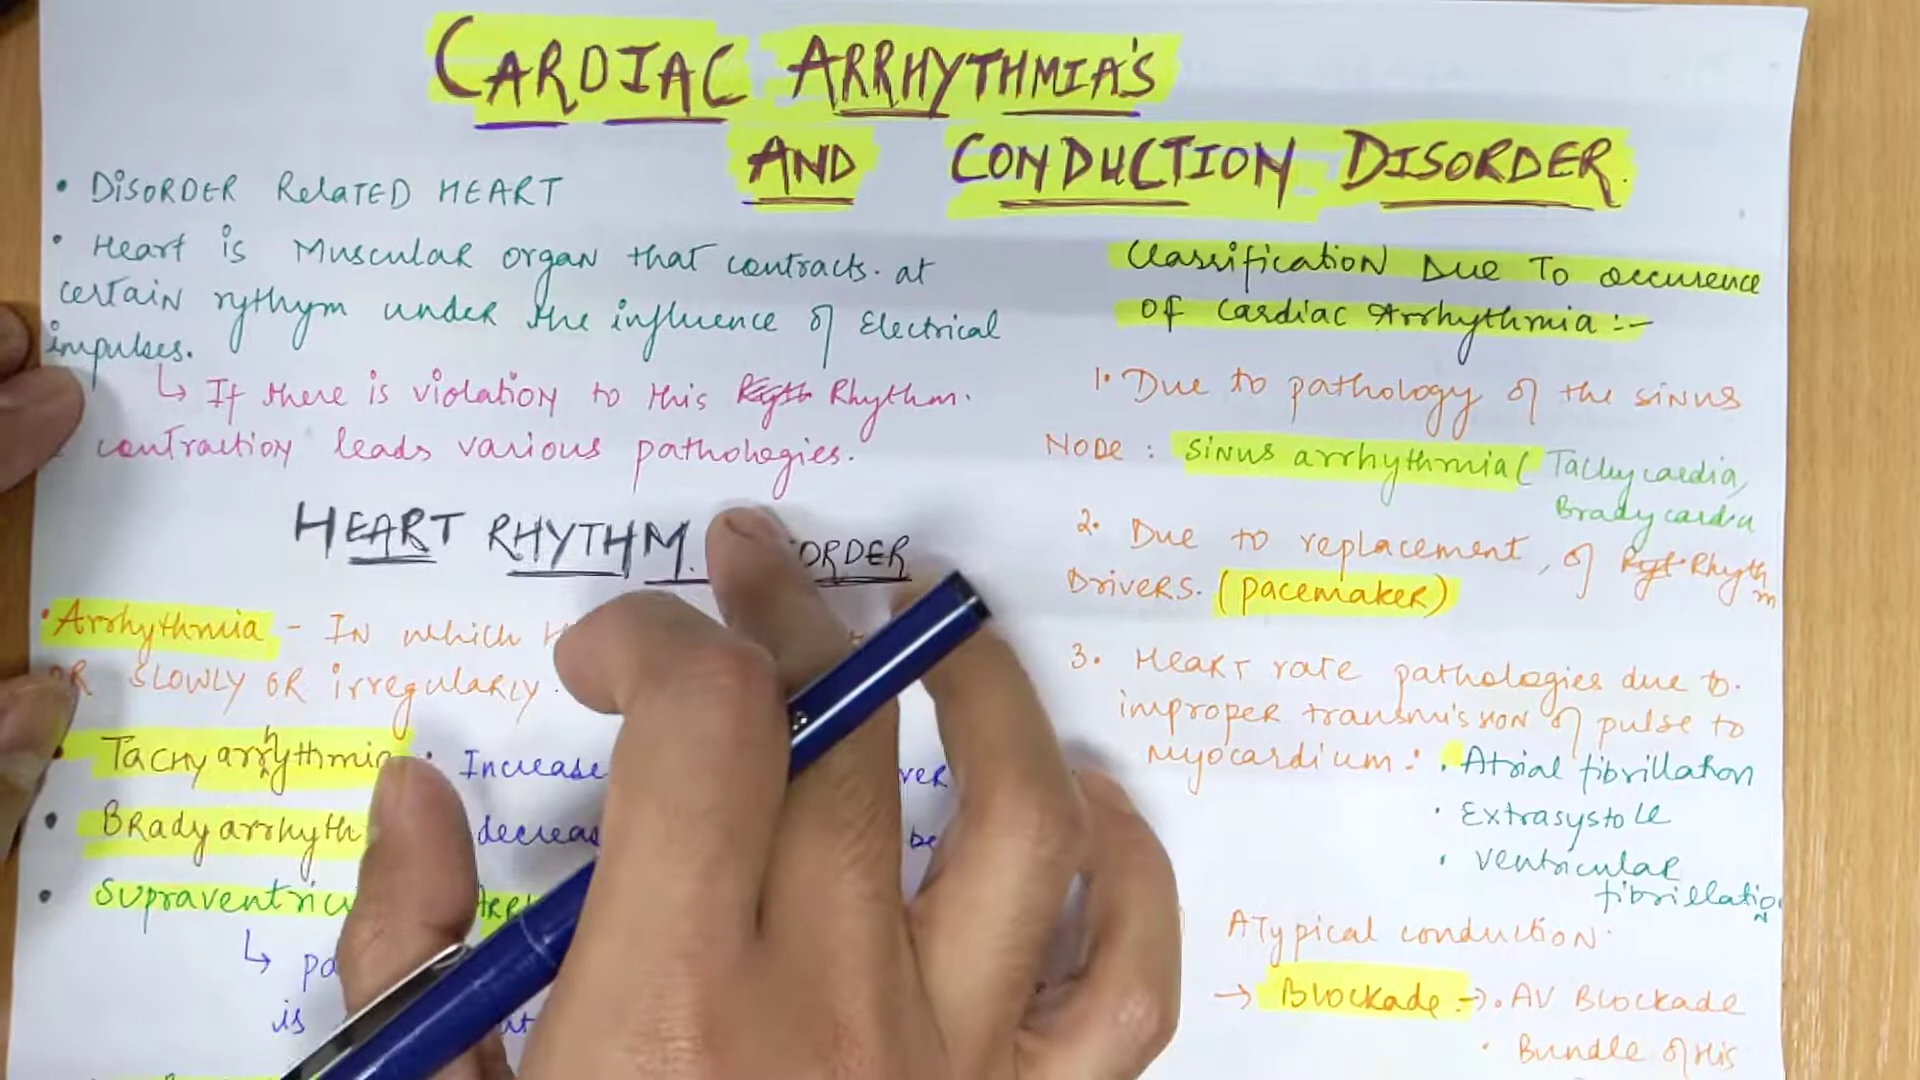 CARDIAC ARRHYTHMIA'S
AND CONDUCTION DISORDER.
• DISORDER Related HEART
• Heart is Muscular organ that contracts. at
certain rythym under the influence of Electrical
impulses.
↳ If there is violation to this Rhythm.
contraction leads various pathologies.
HEART RHYTHM ORDER
• Arrhythmia - IN which
OR SLOWLY OR irregularly.
• Tachyarrhythmia : Increase
• Bradyarrhyth decreas be
• Supraventricu
↳ pa
is
Classification Due To occurence
of Cardiac Arrhythmia :-
1. Due to pathology of the sinus
Node : sinus arrhythmia ( Tachycardia,
Bradycardia
2. Due to replacement, of Rhythm
Drivers. (pacemaker)
3. Heart rate pathologies due to.
improper transmission of pulse to
Myocardium : • Atrial fibrillation
• Extrasystole
• Ventricular
fibrillation
ATypical conduction.
→ Blockade → • AV Blockade
• Bundle of His